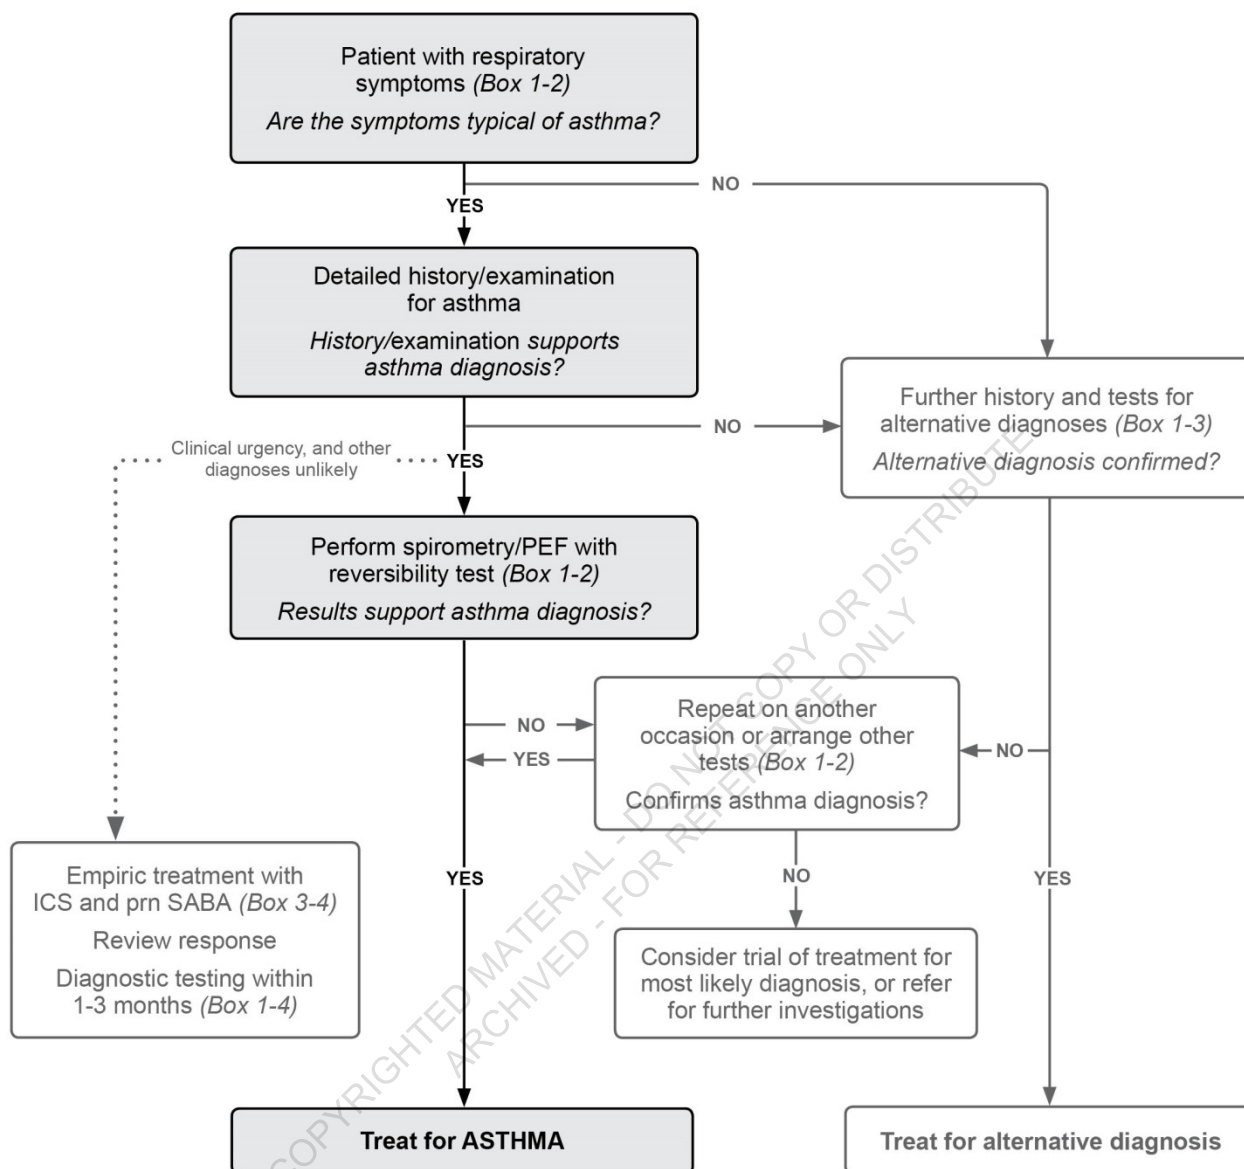 Patient with respiratory
symptoms (Box 1-2)
Are the symptoms typical of asthma?
NO
YES
Detailed history/examination
for asthma
History/examination supports
asthma diagnosis?
Further history and tests for
alternative diagnoses (Box 1-3)
Alternative diagnosis confirmed?
NO
Clinical urgency, and other
diagnoses unlikely
YES
Perform spirometry/PEF with
reversibility test (Box 1-2)
Results support asthma diagnosis?
Repeat on another
occasion or arrange other
tests (Box 1-2)
Confirms asthma diagnosis?
NO
YES
NO
Empiric treatment with
ICS and prn SABA (Box 3-4)
Review response
Diagnostic testing within
1-3 months (Box 1-4)
YES
NO
YES
Consider trial of treatment for
most likely diagnosis, or refer
for further investigations
Treat for ASTHMA
Treat for alternative diagnosis
COPYRIGHTED MATERIAL - DO NOT COPY OR DISTRIBUTE
ARCHIVED - FOR REFERENCE ONLY